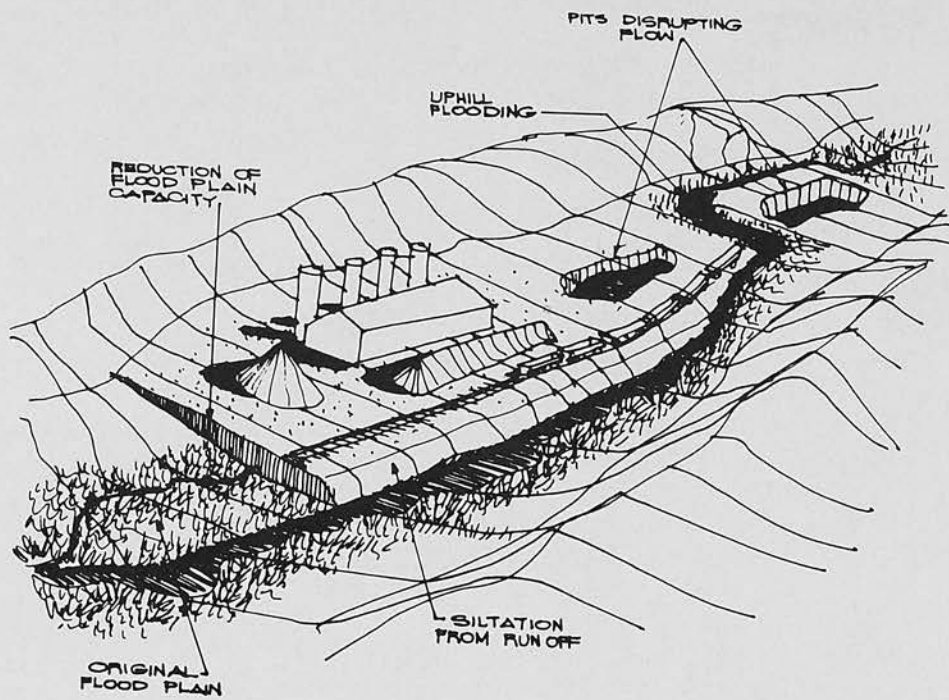 PITS DISRUPTING
FLOW
UPHILL
FLOODING
REDUCTION OF
FLOOD PLAIN
CAPACITY
SILTATION
FROM RUN OFF
ORIGINAL
FLOOD PLAIN